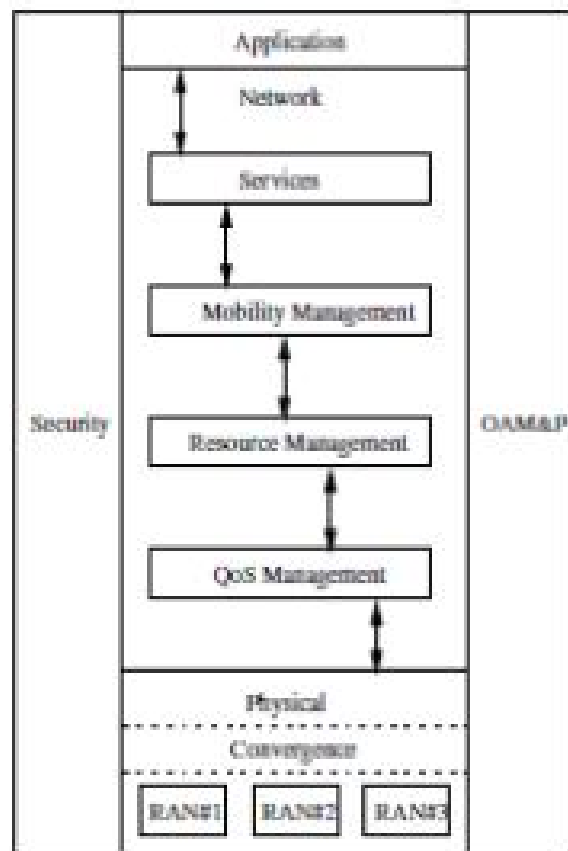 Application
Network
Services
Mobility Management
Security
OAM&P
Resource Management
QoS Management
Physical
Convergence
RAN#1
RAN#2
RAN#3